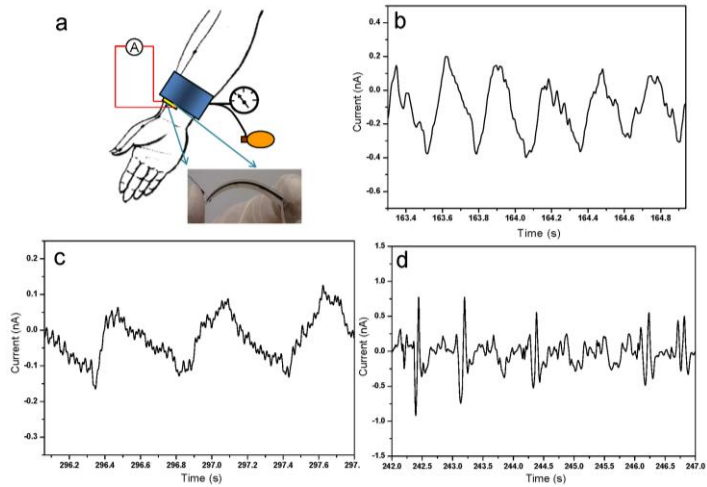 a
A
b
Current (nA)
0.6
0.4
0.2
0.0
-0.2
-0.4
-0.6
163.4 163.6 163.8 164.0 164.2 164.4 164.6 164.8
Time (s)
c
Current (nA)
0.2
0.1
0.0
-0.1
-0.2
-0.3
296.2 296.4 296.6 296.8 297.0 297.2 297.4 297.6 297.
Time (s)
d
Current (nA)
1.5
1.0
0.5
0.0
-0.5
-1.0
-1.5
242.0 242.5 243.0 243.5 244.0 244.5 245.0 245.5 246.0 246.5 247.0
Time (s)